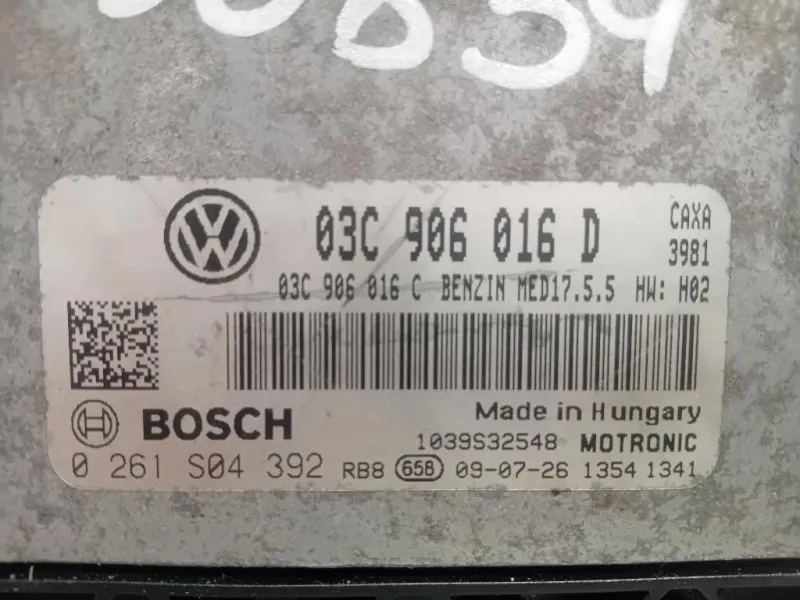 03C 906 016 D CAXA
3981
03C 906 016 C BENZIN MED17.5.5 HW: H02
BOSCH
Made in Hungary
1039S32548 MOTRONIC
0 261 S04 392 RB8 658 09-07-26 1354 1341